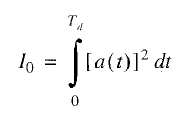 I₀ = ∫₀^{T_d} [a(t)]² dt